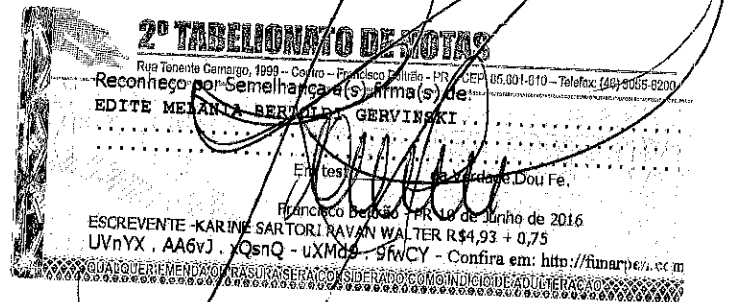 2º TABELIONATO DE NOTAS
Rua Tenente Camargo, 1999 - Centro - Francisco Beltrão - PR - CEP: 85.601-610 - Telefax: (46) 3055-6200
Reconheço por Semelhança a(s) firma(s) de:
EDITE MELANIA BERTOLDI GERVINSKI
Em test da Verdade. Dou Fe.
Francisco Beltrão - PR 10 de Junho de 2016
ESCREVENTE -KARINE SARTORI PAVAN WALTER R$4,93 + 0,75
UVnYX . AA6vJ . xQsnQ - uXMd9 . 9fwCY - Confira em: http://funarpen.com
QUALQUER EMENDA OU RASURA SERÁ CONSIDERADO COMO INDÍCIO DE ADULTERAÇÃO